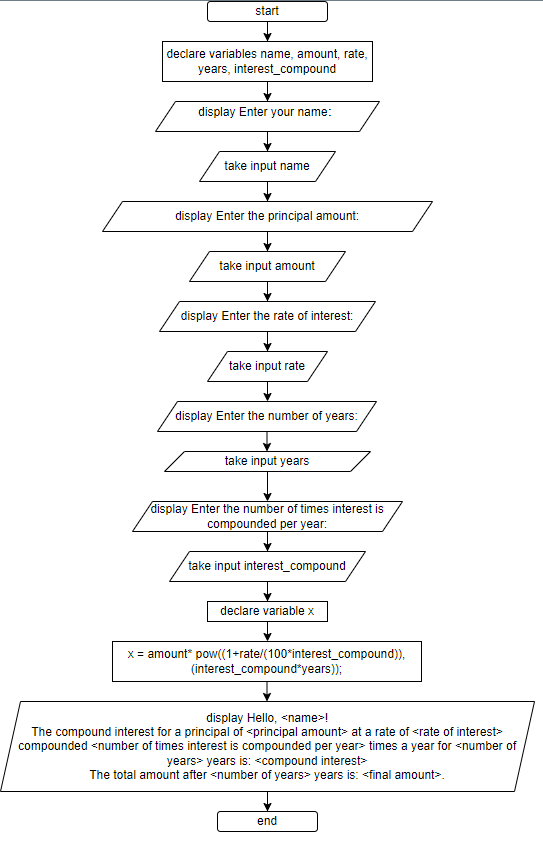 start
declare variables name, amount, rate,
years, interest_compound
display Enter your name:
take input name
display Enter the principal amount:
take input amount
display Enter the rate of interest:
take input rate
display Enter the number of years:
take input years
display Enter the number of times interest is
compounded per year:
take input interest_compound
declare variable x
x = amount* pow((1+rate/(100*interest_compound)),
(interest_compound*years));
display Hello, <name>!
The compound interest for a principal of <principal amount> at a rate of <rate of interest>
compounded <number of times interest is compounded per year> times a year for <number of
years> years is: <compound interest>
The total amount after <number of years> years is: <final amount>.
end